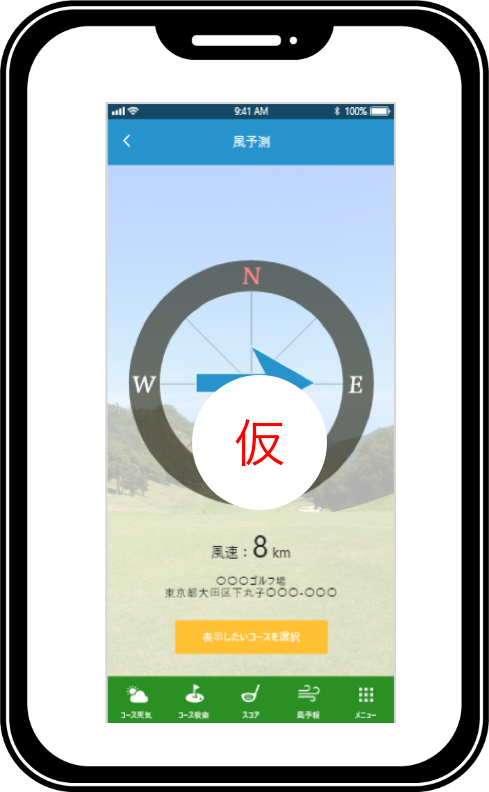 9:41 AM 100%
風予測
N
W E
仮
風速：8 km
〇〇〇ゴルフ場
東京都大田区下丸子〇〇〇-〇〇〇
表示したいコースを選択
コース天気 コース検索 スコア 風予報 メニュー